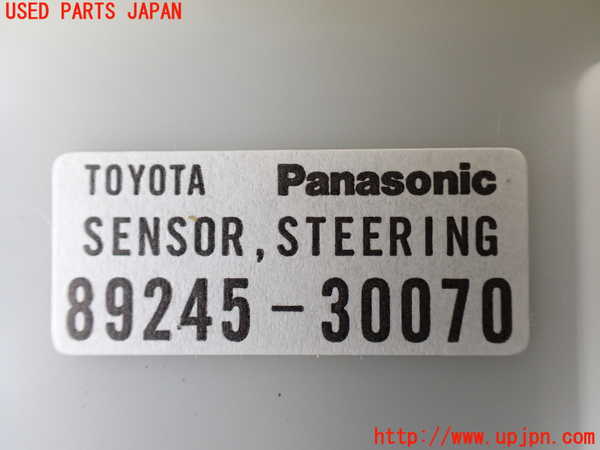 USED PARTS JAPAN
TOYOTA Panasonic
SENSOR, STEERING
89245-30070
http://www.upjpn.com/